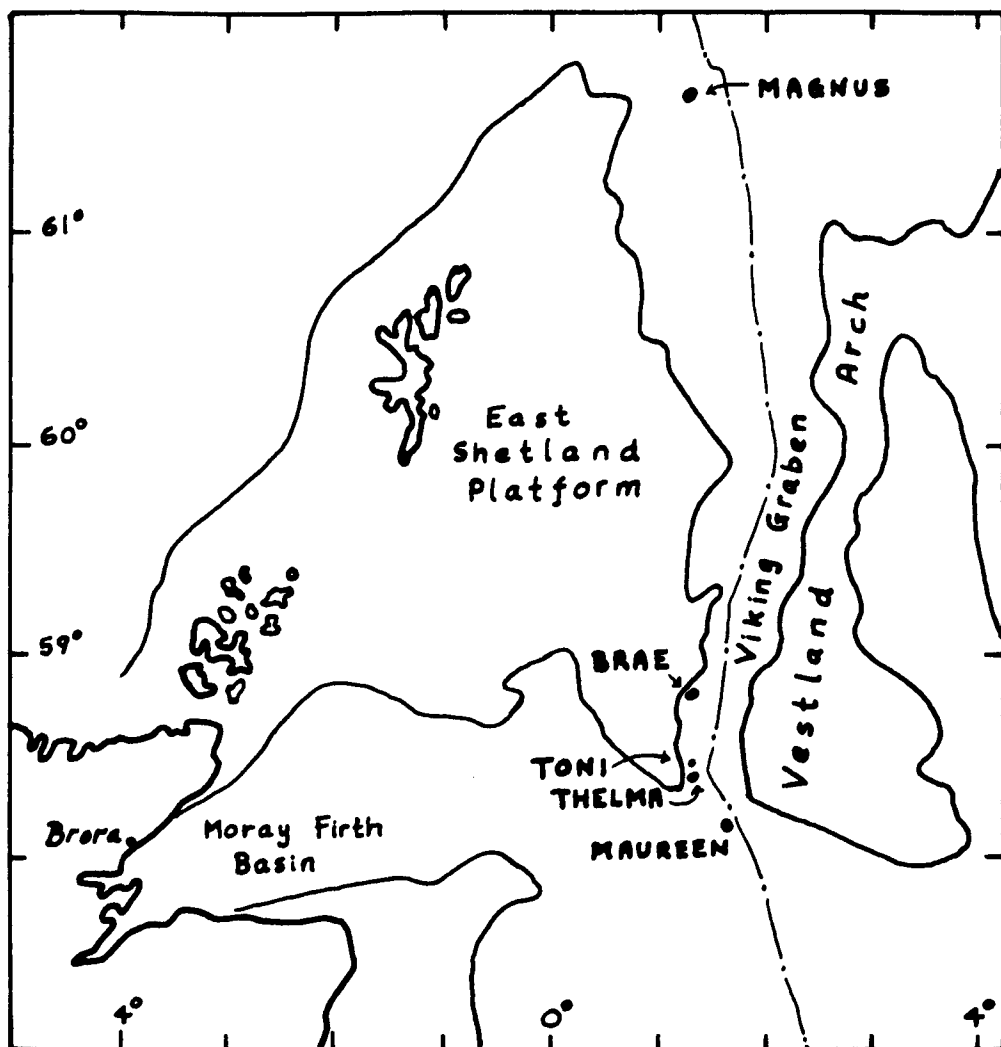 MAGNUS
61°
Arch
East
Shetland
Platform
60°
Viking Graben
59°
BRAE
Vestland
TONI
THELMA
Brora
Moray Firth
Basin
MAUREEN
4°
0°
4°